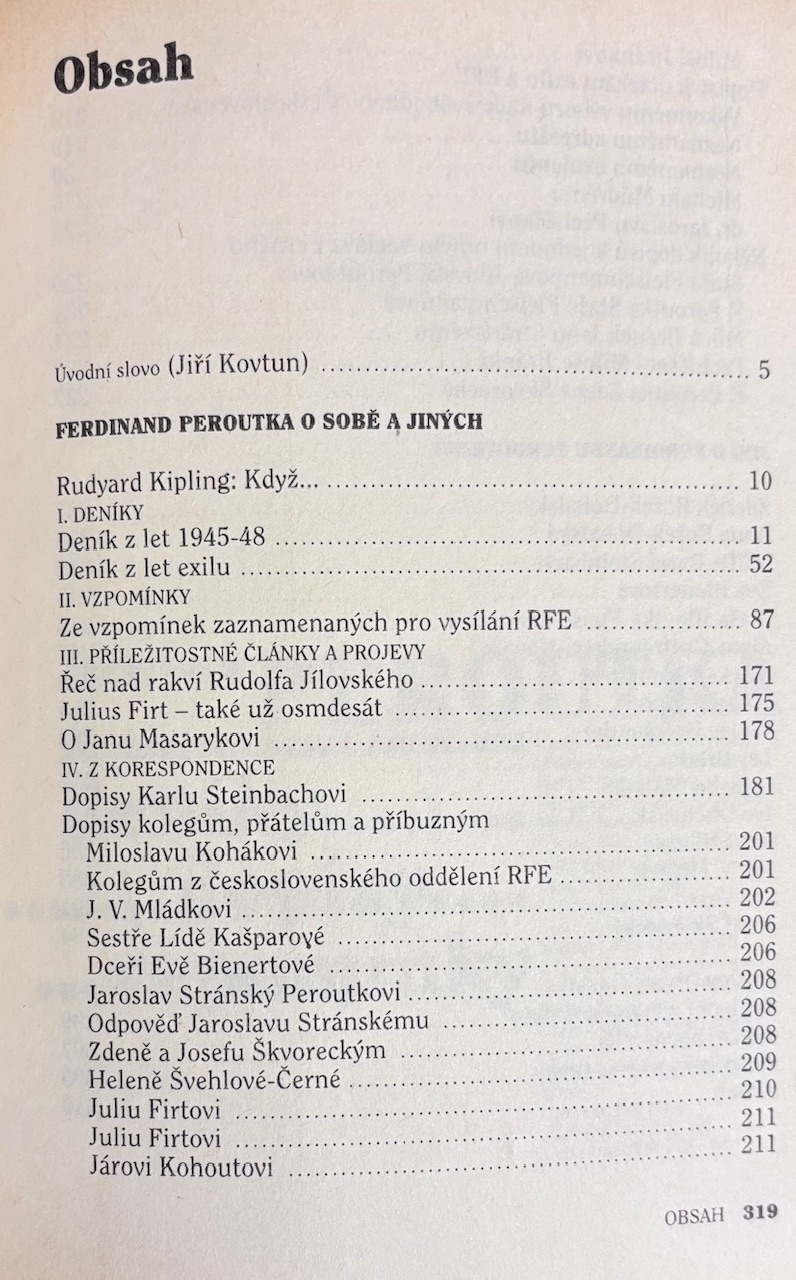 Obsah
Úvodní slovo (Jiří Kovtun) ........ 5
FERDINAND PEROUTKA O SOBĚ A JINÝCH
Rudyard Kipling: Když... ........ 10
I. DENÍKY
Deník z let 1945-48 ........ 11
Deník z let exilu ........ 52
II. VZPOMÍNKY
Ze vzpomínek zaznamenaných pro vysílání RFE ........ 87
III. PŘÍLEŽITOSTNÉ ČLÁNKY A PROJEVY
Řeč nad rakví Rudolfa Jílovského ........ 171
Julius Firt – také už osmdesát ........ 175
O Janu Masarykovi ........ 178
IV. Z KORESPONDENCE
Dopisy Karlu Steinbachovi ........ 181
Dopisy kolegům, přátelům a příbuzným
Miloslavu Kohákovi ........ 201
Kolegům z československého oddělení RFE ........ 201
J. V. Mládkovi ........ 202
Sestře Lídě Kašparové ........ 206
Dceři Evě Bienertové ........ 206
Jaroslav Stránský Peroutkovi ........ 208
Odpověď Jaroslavu Stránskému ........ 208
Zdeně a Josefu Škvoreckým ........ 208
Heleně Švehlové-Černé ........ 209
Juliu Firtovi ........ 210
Juliu Firtovi ........ 211
Járovi Kohoutovi ........ 211
OBSAH 319